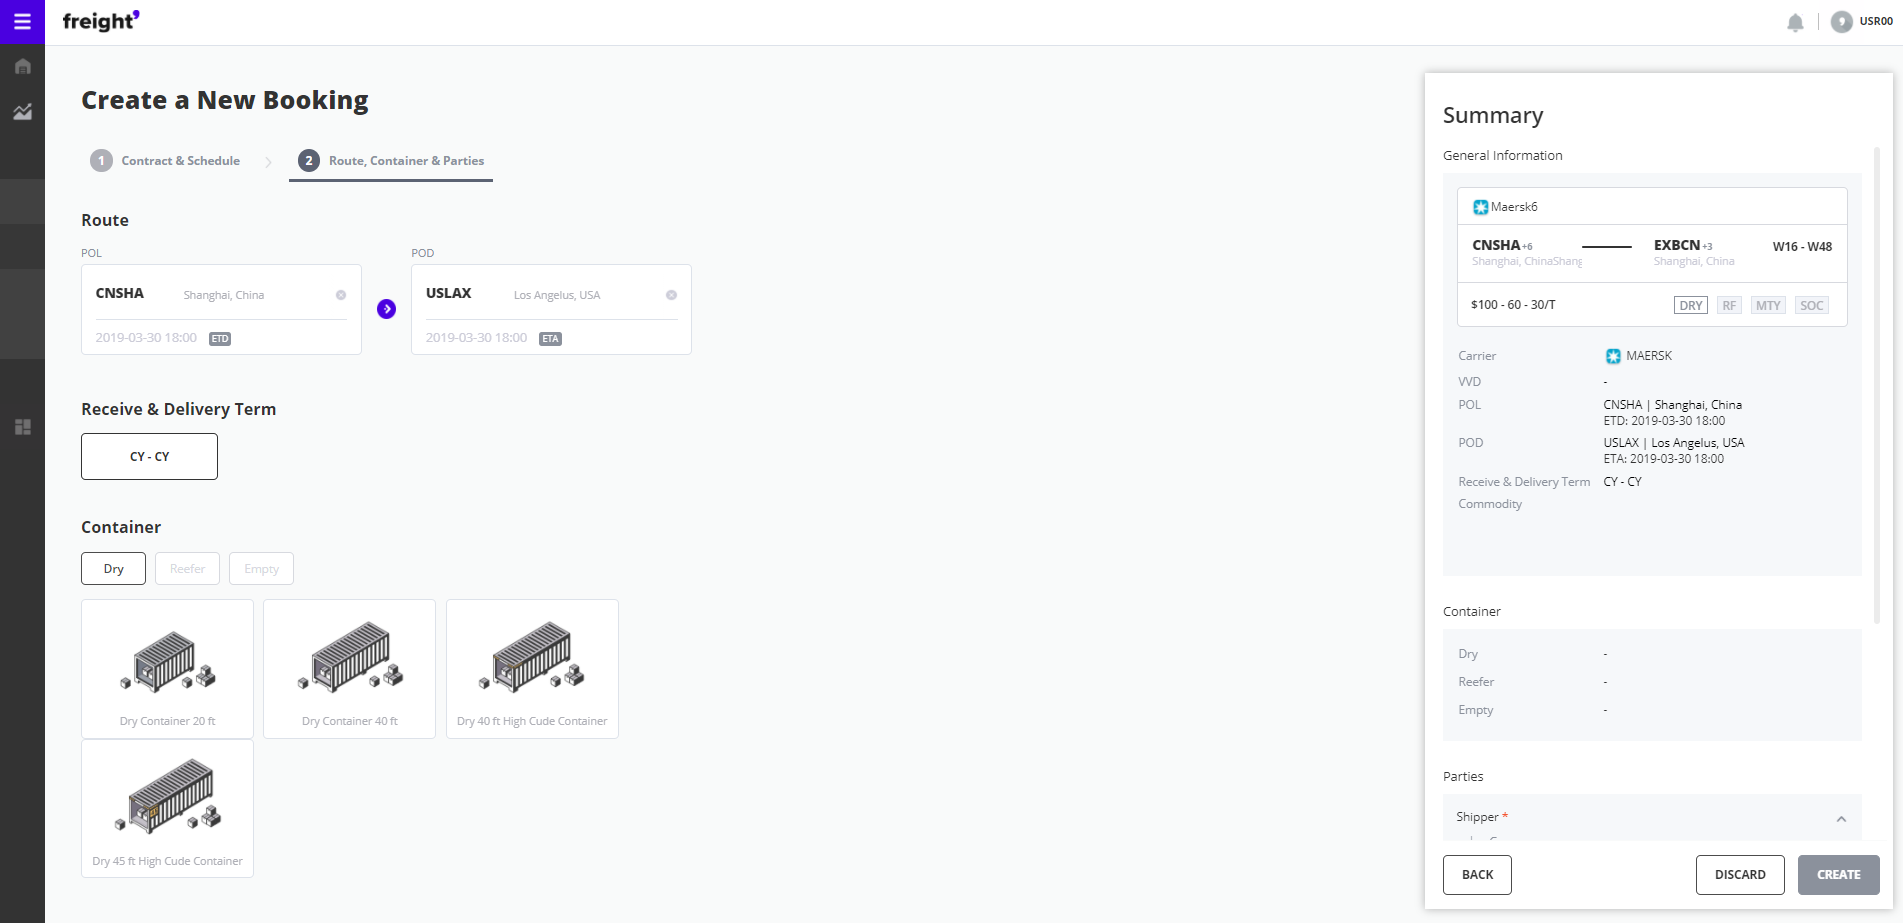 freight
USR00
Create a New Booking
1 Contract & Schedule
2 Route, Container & Parties
Route
POL
CNSHA Shanghai, China
2019-03-30 18:00 ETD
POD
USLAX Los Angelus, USA
2019-03-30 18:00 ETA
Receive & Delivery Term
CY - CY
Container
Dry Reefer Empty
Dry Container 20 ft
Dry Container 40 ft
Dry 40 ft High Cude Container
Dry 45 ft High Cude Container
Summary
General Information
Maersk6
CNSHA +6 EXBCN +3 W16 - W48
Shanghai, ChinaShang Shanghai, China
$100 - 60 - 30/T DRY RF MTY SOC
Carrier MAERSK
VVD -
POL CNSHA | Shanghai, China
ETD: 2019-03-30 18:00
POD USLAX | Los Angelus, USA
ETA: 2019-03-30 18:00
Receive & Delivery Term CY - CY
Commodity
Container
Dry -
Reefer -
Empty -
Parties
Shipper *
BACK DISCARD CREATE